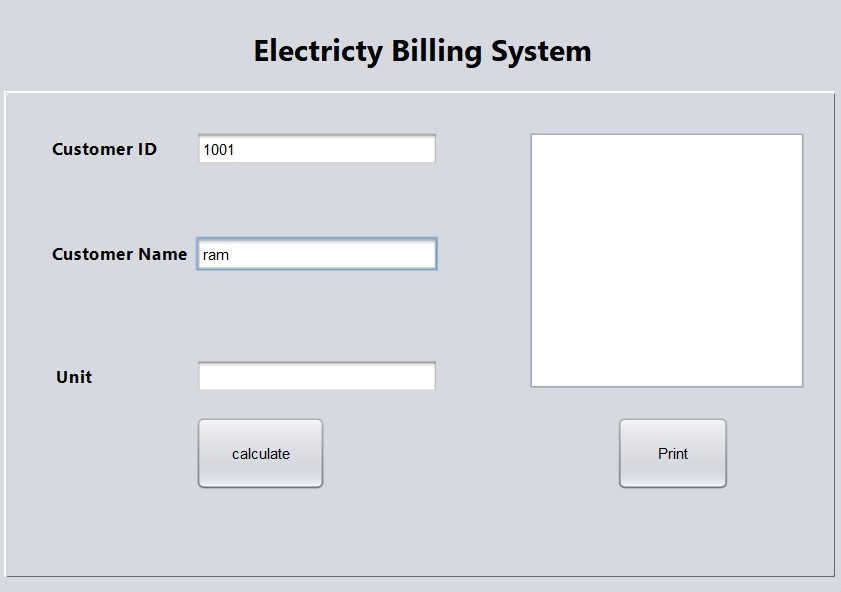 Electricty Billing System
Customer ID 1001
Customer Name ram
Unit
calculate Print